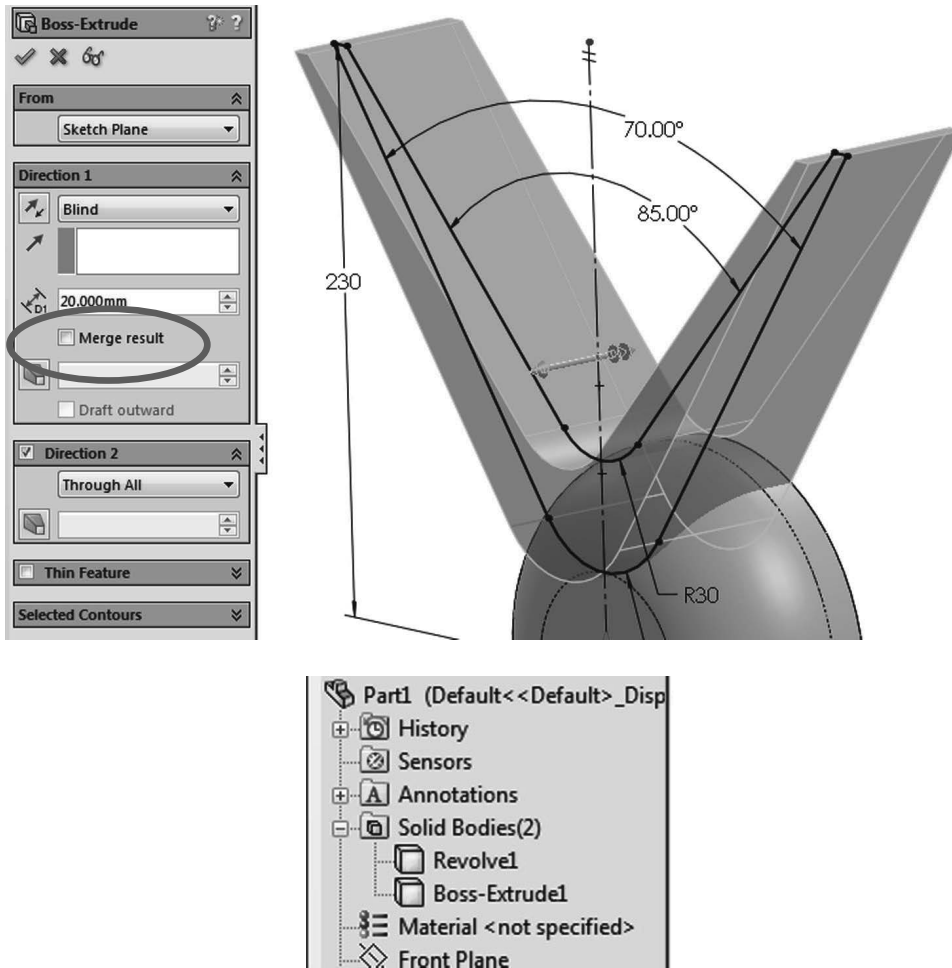 Boss-Extrude
From
Sketch Plane
Direction 1
Blind
D1 20.000mm
Merge result
Draft outward
Direction 2
Through All
Thin Feature
Selected Contours
70.00°
85.00°
230
R30
Part1 (Default<<Default>_Disp
History
Sensors
A Annotations
Solid Bodies(2)
Revolve1
Boss-Extrude1
Material <not specified>
Front Plane